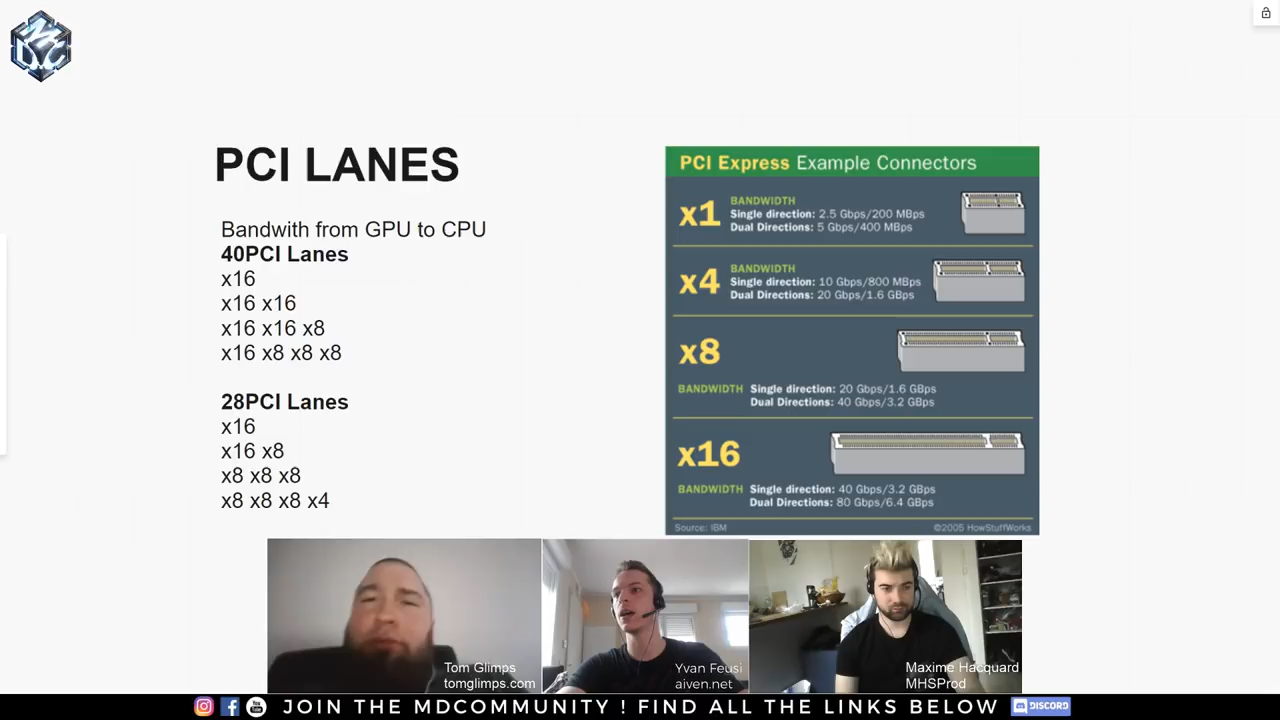 PCI LANES
Bandwith from GPU to CPU
40PCI Lanes
x16
x16 x16
x16 x16 x8
x16 x8 x8 x8
28PCI Lanes
x16
x16 x8
x8 x8 x8
x8 x8 x8 x4
PCI Express Example Connectors
x1
BANDWIDTH
Single direction: 2.5 Gbps/200 MBps
Dual Directions: 5 Gbps/400 MBps
x4
BANDWIDTH
Single direction: 10 Gbps/800 MBps
Dual Directions: 20 Gbps/1.6 GBps
x8
BANDWIDTH Single direction: 20 Gbps/1.6 GBps
Dual Directions: 40 Gbps/3.2 GBps
x16
BANDWIDTH Single direction: 40 Gbps/3.2 GBps
Dual Directions: 80 Gbps/6.4 GBps
Source: IBM ©2005 HowStuffWorks
Tom Glimps
tomglimps.com
Yvan Feusi
aiven.net
Maxime Hacquard
MHSProd
JOIN THE MDCOMMUNITY ! FIND ALL THE LINKS BELOW DISCORD